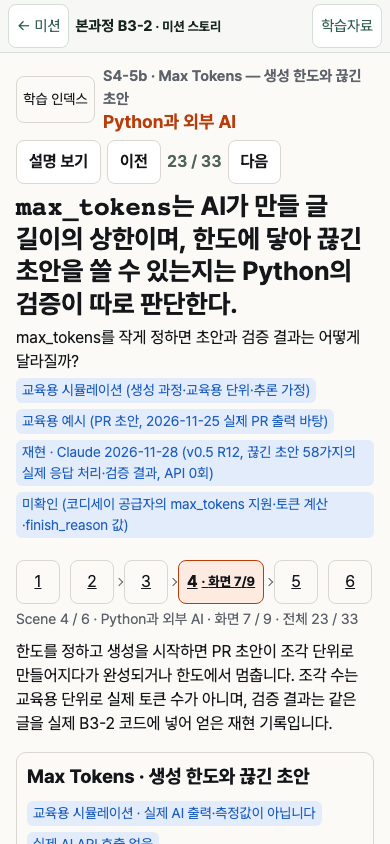 ← 미션
본과정 B3-2 · 미션 스토리
학습자료
학습 인덱스
S4-5b · Max Tokens — 생성 한도와 끊긴
초안
Python과 외부 AI
설명 보기
이전
23 / 33
다음
max_tokens는 AI가 만들 글
길이의 상한이며, 한도에 닿아 끊긴
초안을 쓸 수 있는지는 Python의
검증이 따로 판단한다.
max_tokens를 작게 정하면 초안과 검증 결과는 어떻게
달라질까?
교육용 시뮬레이션 (생성 과정·교육용 단위·추론 가정)
교육용 예시 (PR 초안, 2026-11-25 실제 PR 출력 바탕)
재현 · Claude 2026-11-28 (v0.5 R12, 끊긴 초안 58가지의
실제 응답 처리·검증 결과, API 0회)
미확인 (코디세이 공급자의 max_tokens 지원·토큰 계산
·finish_reason 값)
1
2
›
3
›
4 · 화면 7/9
›
5
6
Scene 4 / 6 · Python과 외부 AI · 화면 7 / 9 · 전체 23 / 33
한도를 정하고 생성을 시작하면 PR 초안이 조각 단위로
만들어지다가 완성되거나 한도에서 멈춥니다. 조각 수는
교육용 단위로 실제 토큰 수가 아니며, 검증 결과는 같은
글을 실제 B3-2 코드에 넣어 얻은 재현 기록입니다.
Max Tokens · 생성 한도와 끊긴 초안
교육용 시뮬레이션 · 실제 AI 출력·측정값이 아닙니다
실제 AI API 호출 없음